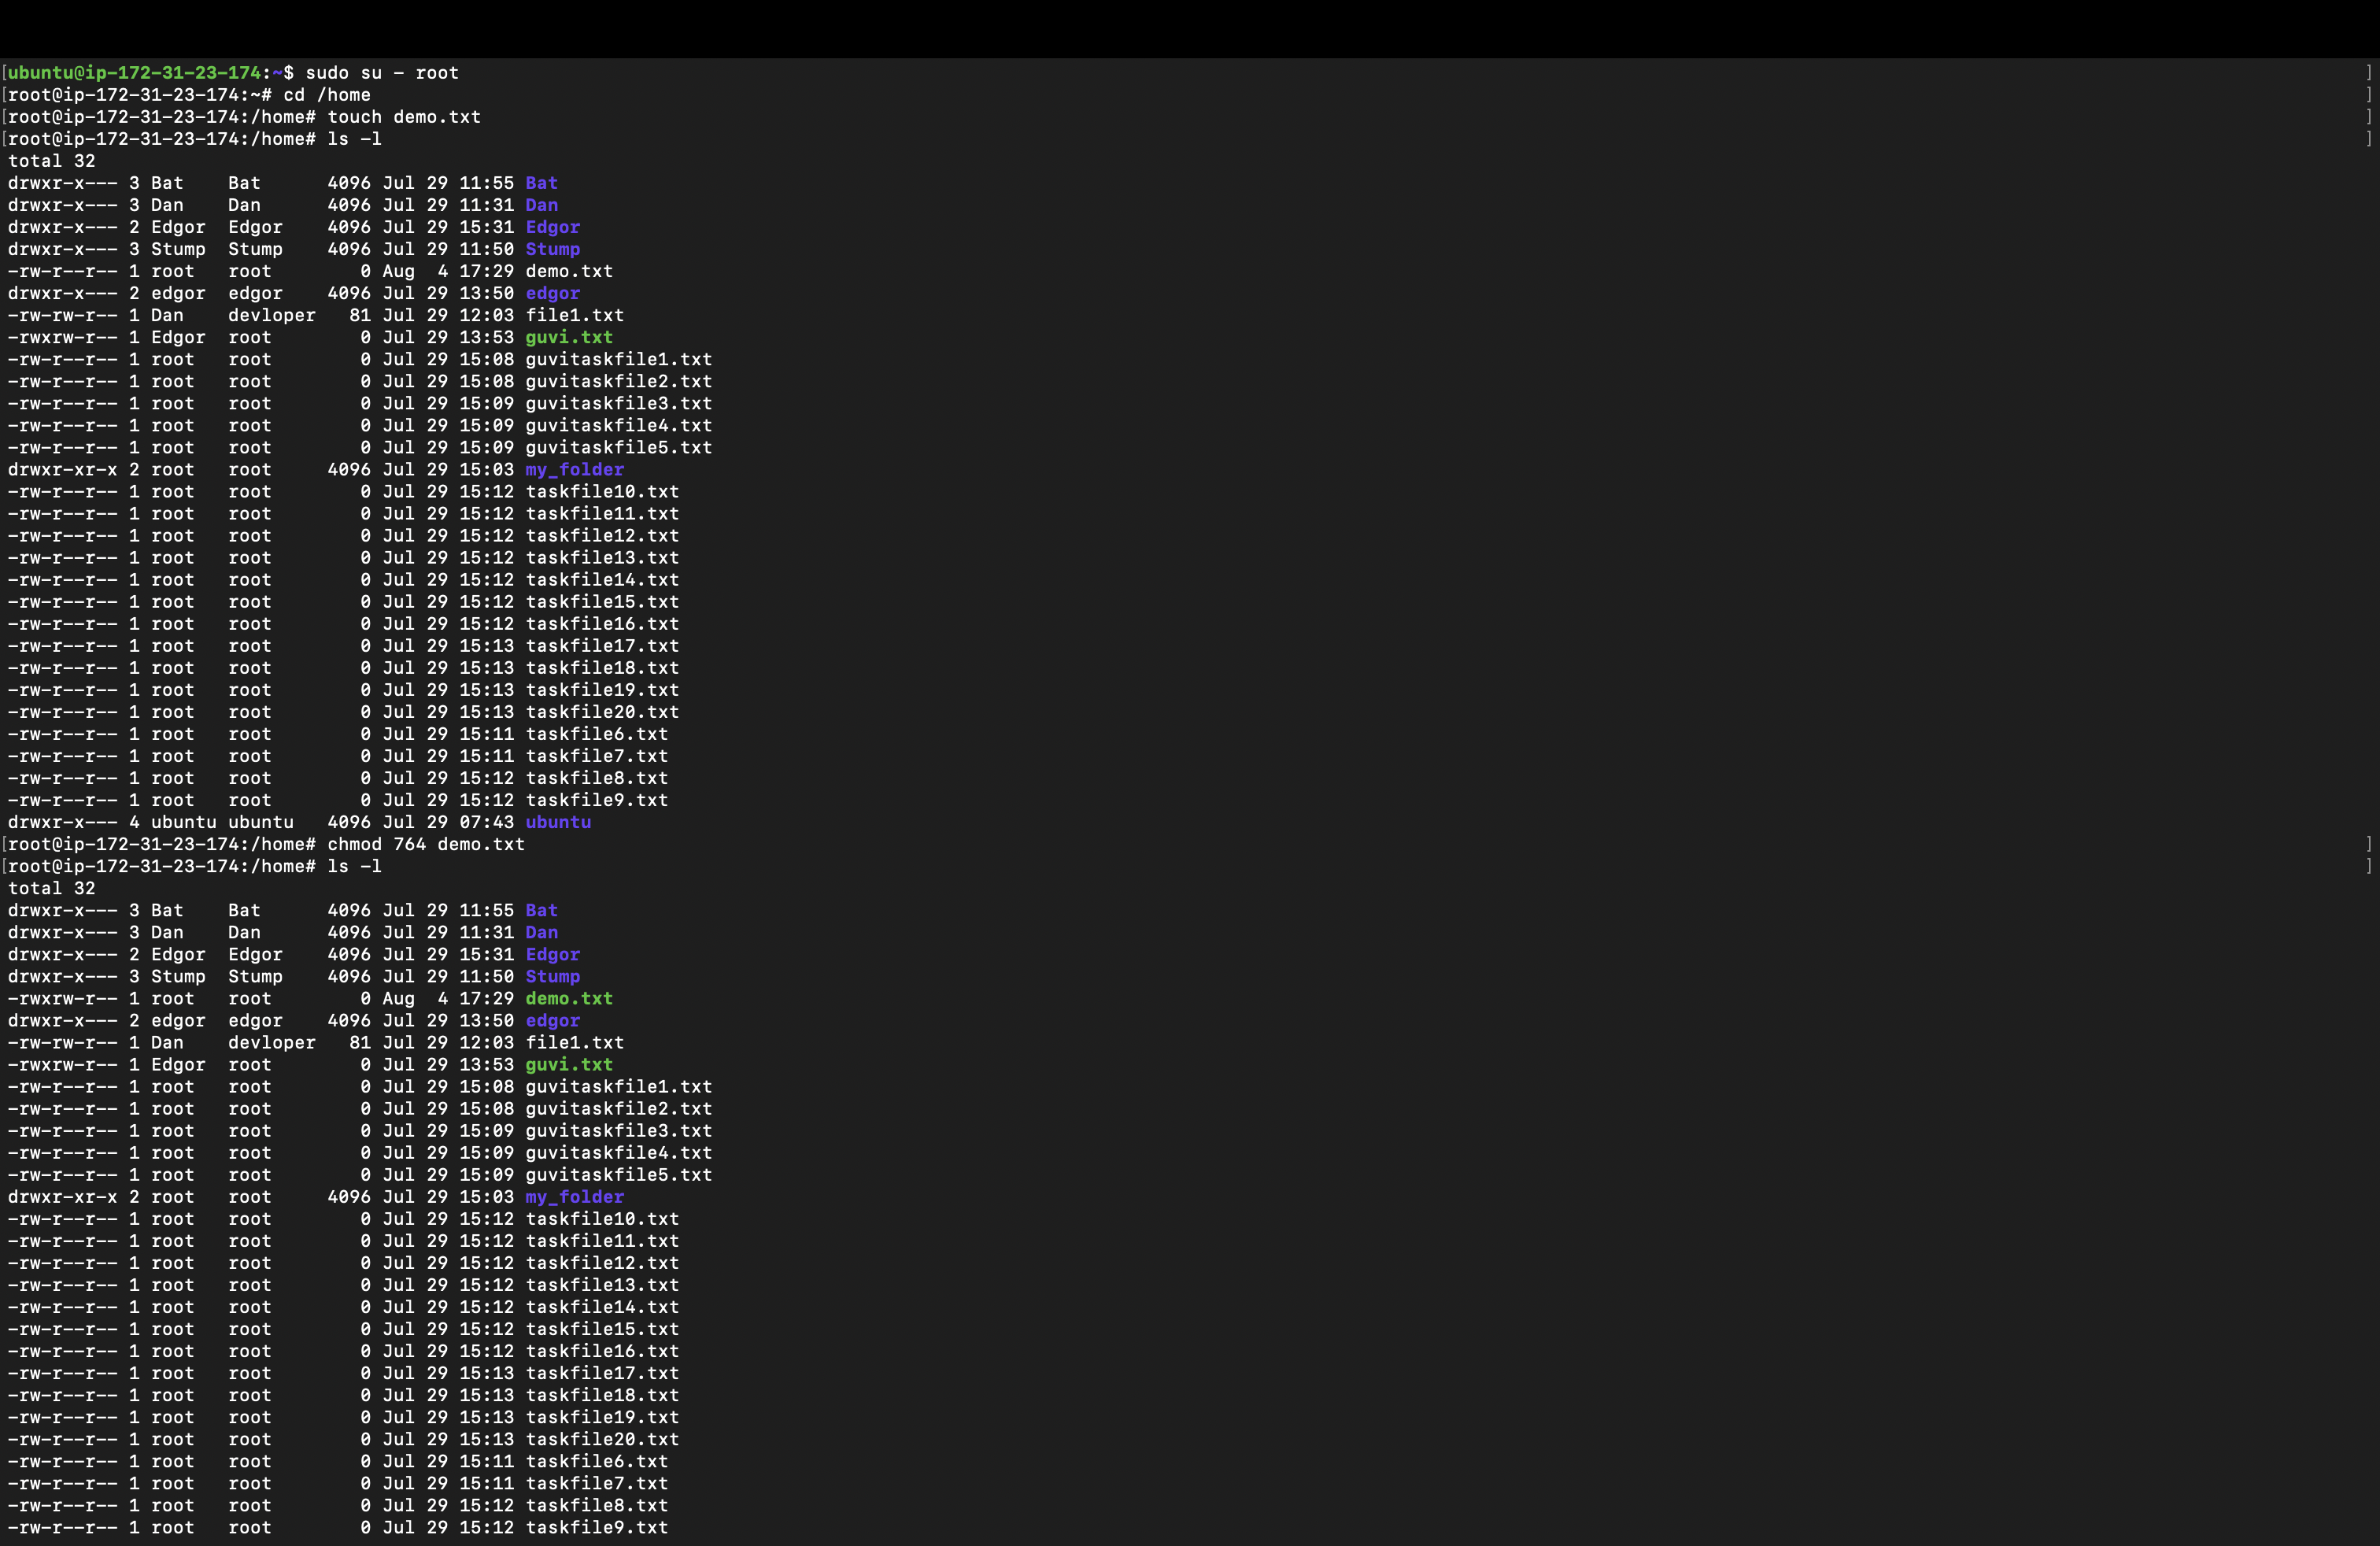 [ubuntu@ip-172-31-23-174:~$ sudo su - root ]
[root@ip-172-31-23-174:~# cd /home ]
[root@ip-172-31-23-174:/home# touch demo.txt ]
[root@ip-172-31-23-174:/home# ls -l ]
total 32
drwxr-x--- 3 Bat    Bat      4096 Jul 29 11:55 Bat
drwxr-x--- 3 Dan    Dan      4096 Jul 29 11:31 Dan
drwxr-x--- 2 Edgor  Edgor    4096 Jul 29 15:31 Edgor
drwxr-x--- 3 Stump  Stump    4096 Jul 29 11:50 Stump
-rw-r--r-- 1 root   root        0 Aug  4 17:29 demo.txt
drwxr-x--- 2 edgor  edgor    4096 Jul 29 13:50 edgor
-rw-rw-r-- 1 Dan    devloper   81 Jul 29 12:03 file1.txt
-rwxrw-r-- 1 Edgor  root        0 Jul 29 13:53 guvi.txt
-rw-r--r-- 1 root   root        0 Jul 29 15:08 guvitaskfile1.txt
-rw-r--r-- 1 root   root        0 Jul 29 15:08 guvitaskfile2.txt
-rw-r--r-- 1 root   root        0 Jul 29 15:09 guvitaskfile3.txt
-rw-r--r-- 1 root   root        0 Jul 29 15:09 guvitaskfile4.txt
-rw-r--r-- 1 root   root        0 Jul 29 15:09 guvitaskfile5.txt
drwxr-xr-x 2 root   root     4096 Jul 29 15:03 my_folder
-rw-r--r-- 1 root   root        0 Jul 29 15:12 taskfile10.txt
-rw-r--r-- 1 root   root        0 Jul 29 15:12 taskfile11.txt
-rw-r--r-- 1 root   root        0 Jul 29 15:12 taskfile12.txt
-rw-r--r-- 1 root   root        0 Jul 29 15:12 taskfile13.txt
-rw-r--r-- 1 root   root        0 Jul 29 15:12 taskfile14.txt
-rw-r--r-- 1 root   root        0 Jul 29 15:12 taskfile15.txt
-rw-r--r-- 1 root   root        0 Jul 29 15:12 taskfile16.txt
-rw-r--r-- 1 root   root        0 Jul 29 15:13 taskfile17.txt
-rw-r--r-- 1 root   root        0 Jul 29 15:13 taskfile18.txt
-rw-r--r-- 1 root   root        0 Jul 29 15:13 taskfile19.txt
-rw-r--r-- 1 root   root        0 Jul 29 15:13 taskfile20.txt
-rw-r--r-- 1 root   root        0 Jul 29 15:11 taskfile6.txt
-rw-r--r-- 1 root   root        0 Jul 29 15:11 taskfile7.txt
-rw-r--r-- 1 root   root        0 Jul 29 15:12 taskfile8.txt
-rw-r--r-- 1 root   root        0 Jul 29 15:12 taskfile9.txt
drwxr-x--- 4 ubuntu ubuntu   4096 Jul 29 07:43 ubuntu
[root@ip-172-31-23-174:/home# chmod 764 demo.txt ]
[root@ip-172-31-23-174:/home# ls -l ]
total 32
drwxr-x--- 3 Bat    Bat      4096 Jul 29 11:55 Bat
drwxr-x--- 3 Dan    Dan      4096 Jul 29 11:31 Dan
drwxr-x--- 2 Edgor  Edgor    4096 Jul 29 15:31 Edgor
drwxr-x--- 3 Stump  Stump    4096 Jul 29 11:50 Stump
-rwxrw-r-- 1 root   root        0 Aug  4 17:29 demo.txt
drwxr-x--- 2 edgor  edgor    4096 Jul 29 13:50 edgor
-rw-rw-r-- 1 Dan    devloper   81 Jul 29 12:03 file1.txt
-rwxrw-r-- 1 Edgor  root        0 Jul 29 13:53 guvi.txt
-rw-r--r-- 1 root   root        0 Jul 29 15:08 guvitaskfile1.txt
-rw-r--r-- 1 root   root        0 Jul 29 15:08 guvitaskfile2.txt
-rw-r--r-- 1 root   root        0 Jul 29 15:09 guvitaskfile3.txt
-rw-r--r-- 1 root   root        0 Jul 29 15:09 guvitaskfile4.txt
-rw-r--r-- 1 root   root        0 Jul 29 15:09 guvitaskfile5.txt
drwxr-xr-x 2 root   root     4096 Jul 29 15:03 my_folder
-rw-r--r-- 1 root   root        0 Jul 29 15:12 taskfile10.txt
-rw-r--r-- 1 root   root        0 Jul 29 15:12 taskfile11.txt
-rw-r--r-- 1 root   root        0 Jul 29 15:12 taskfile12.txt
-rw-r--r-- 1 root   root        0 Jul 29 15:12 taskfile13.txt
-rw-r--r-- 1 root   root        0 Jul 29 15:12 taskfile14.txt
-rw-r--r-- 1 root   root        0 Jul 29 15:12 taskfile15.txt
-rw-r--r-- 1 root   root        0 Jul 29 15:12 taskfile16.txt
-rw-r--r-- 1 root   root        0 Jul 29 15:13 taskfile17.txt
-rw-r--r-- 1 root   root        0 Jul 29 15:13 taskfile18.txt
-rw-r--r-- 1 root   root        0 Jul 29 15:13 taskfile19.txt
-rw-r--r-- 1 root   root        0 Jul 29 15:13 taskfile20.txt
-rw-r--r-- 1 root   root        0 Jul 29 15:11 taskfile6.txt
-rw-r--r-- 1 root   root        0 Jul 29 15:11 taskfile7.txt
-rw-r--r-- 1 root   root        0 Jul 29 15:12 taskfile8.txt
-rw-r--r-- 1 root   root        0 Jul 29 15:12 taskfile9.txt